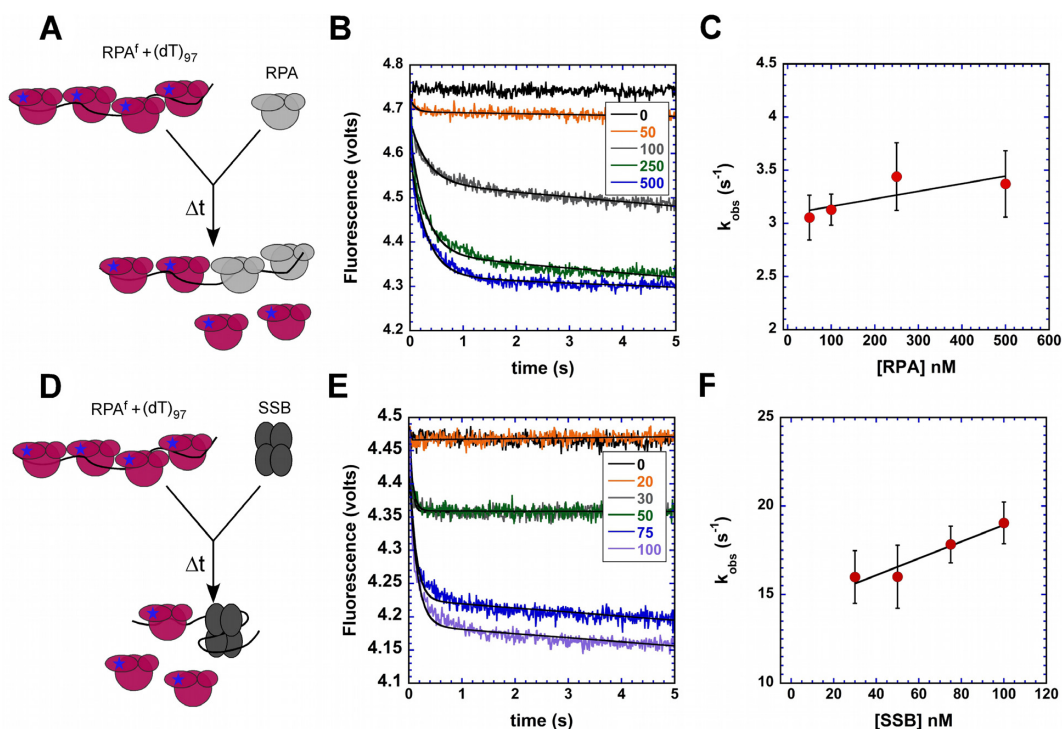 A
RPAᶠ + (dT)₉₇
RPA
Δt
B
Fluorescence (volts)
4.8
4.7
4.6
4.5
4.4
4.3
4.2
0
50
100
250
500
0 1 2 3 4 5
time (s)
C
k_obs (s⁻¹)
4.5
4
3.5
3
2.5
2
0 100 200 300 400 500 600
[RPA] nM
D
RPAᶠ + (dT)₉₇
SSB
Δt
E
Fluorescence (volts)
4.5
4.45
4.4
4.35
4.3
4.25
4.2
4.15
4.1
0
20
30
50
75
100
0 1 2 3 4 5
time (s)
F
k_obs (s⁻¹)
25
20
15
10
0 20 40 60 80 100 120
[SSB] nM